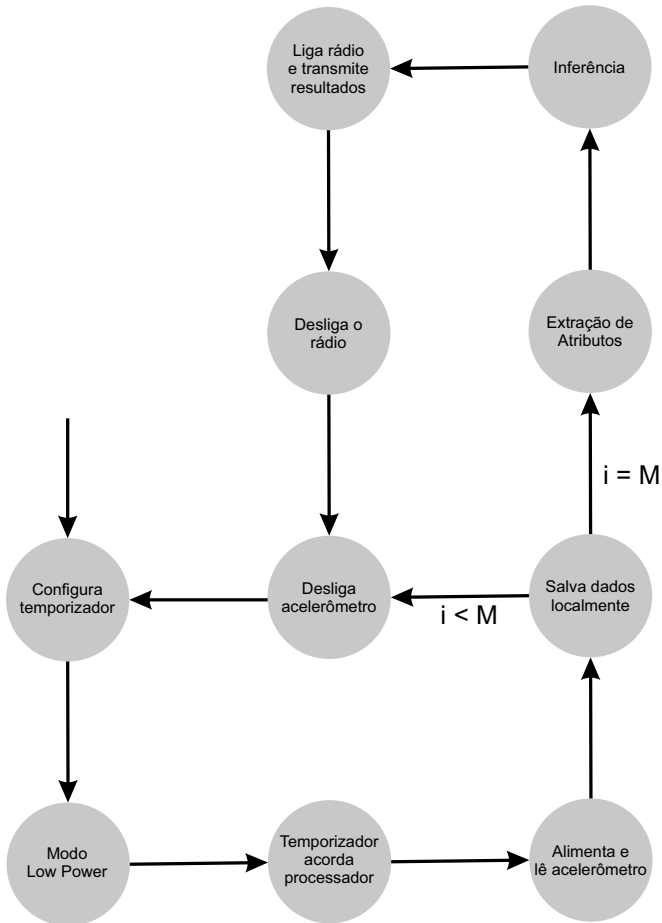 Liga rádio
e transmite
resultados
Inferência
Desliga o
rádio
Extração de
Atributos
i = M
Configura
temporizador
Desliga
acelerômetro
i < M
Salva dados
localmente
Modo
Low Power
Temporizador
acorda
processador
Alimenta e
lê acelerômetro